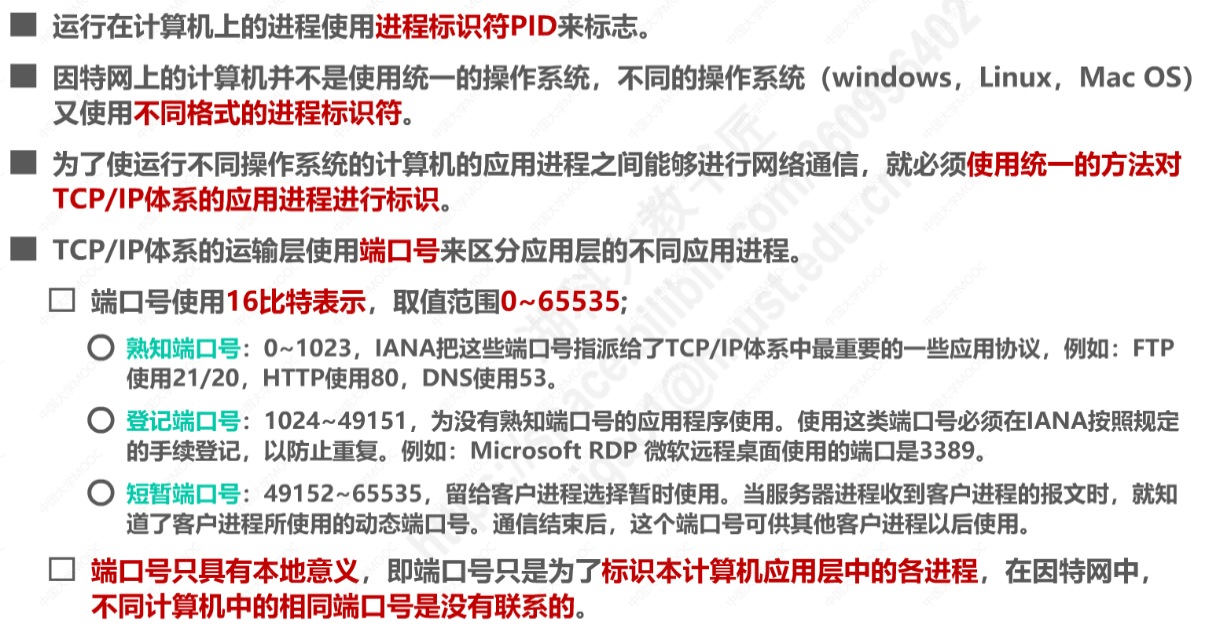 运行在计算机上的进程使用进程标识符PID来标志。
因特网上的计算机并不是使用统一的操作系统，不同的操作系统（windows，Linux，Mac OS）
又使用不同格式的进程标识符。
为了使运行不同操作系统的计算机的应用进程之间能够进行网络通信，就必须使用统一的方法对
TCP/IP体系的应用进程进行标识。
TCP/IP体系的运输层使用端口号来区分应用层的不同应用进程。
端口号使用16比特表示，取值范围0~65535;
熟知端口号：0~1023，IANA把这些端口号指派给了TCP/IP体系中最重要的一些应用协议，例如：FTP
使用21/20，HTTP使用80，DNS使用53。
登记端口号：1024~49151，为没有熟知端口号的应用程序使用。使用这类端口号必须在IANA按照规定
的手续登记，以防止重复。例如：Microsoft RDP 微软远程桌面使用的端口是3389。
短暂端口号：49152~65535，留给客户进程选择暂时使用。当服务器进程收到客户进程的报文时，就知
道了客户进程所使用的动态端口号。通信结束后，这个端口号可供其他客户进程以后使用。
端口号只具有本地意义，即端口号只是为了标识本计算机应用层中的各进程，在因特网中，
不同计算机中的相同端口号是没有联系的。